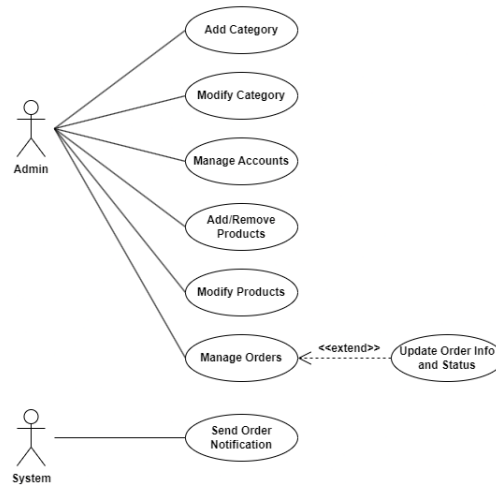 Add Category
Modify Category
Admin
Manage Accounts
Add/Remove
Products
Modify Products
Manage Orders
<<extend>>
Update Order Info
and Status
System
Send Order
Notification